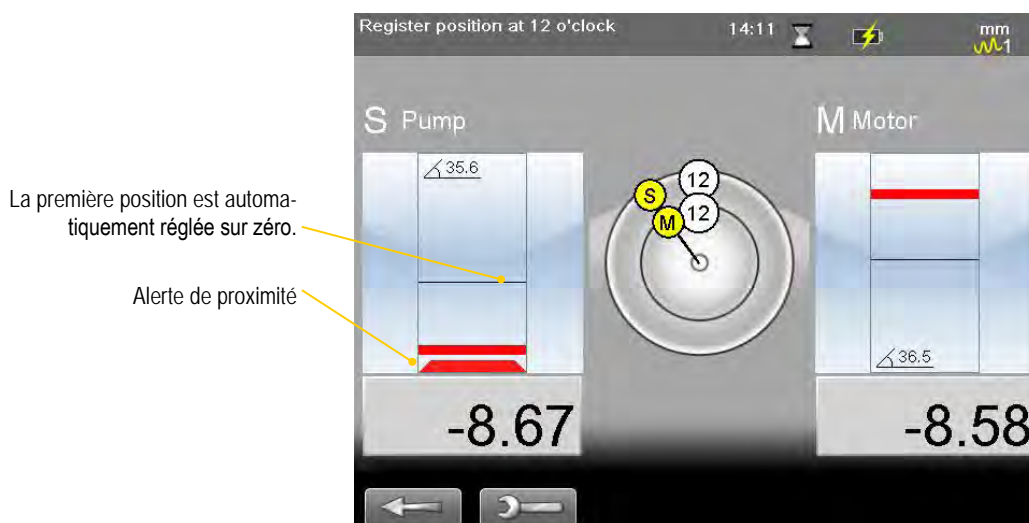 Register position at 12 o'clock 14:11 mm
1
S Pump M Motor
35.6
12
S
12
M
La première position est automa-
tiquement réglée sur zéro.
Alerte de proximité
36.5
-8.67 -8.58